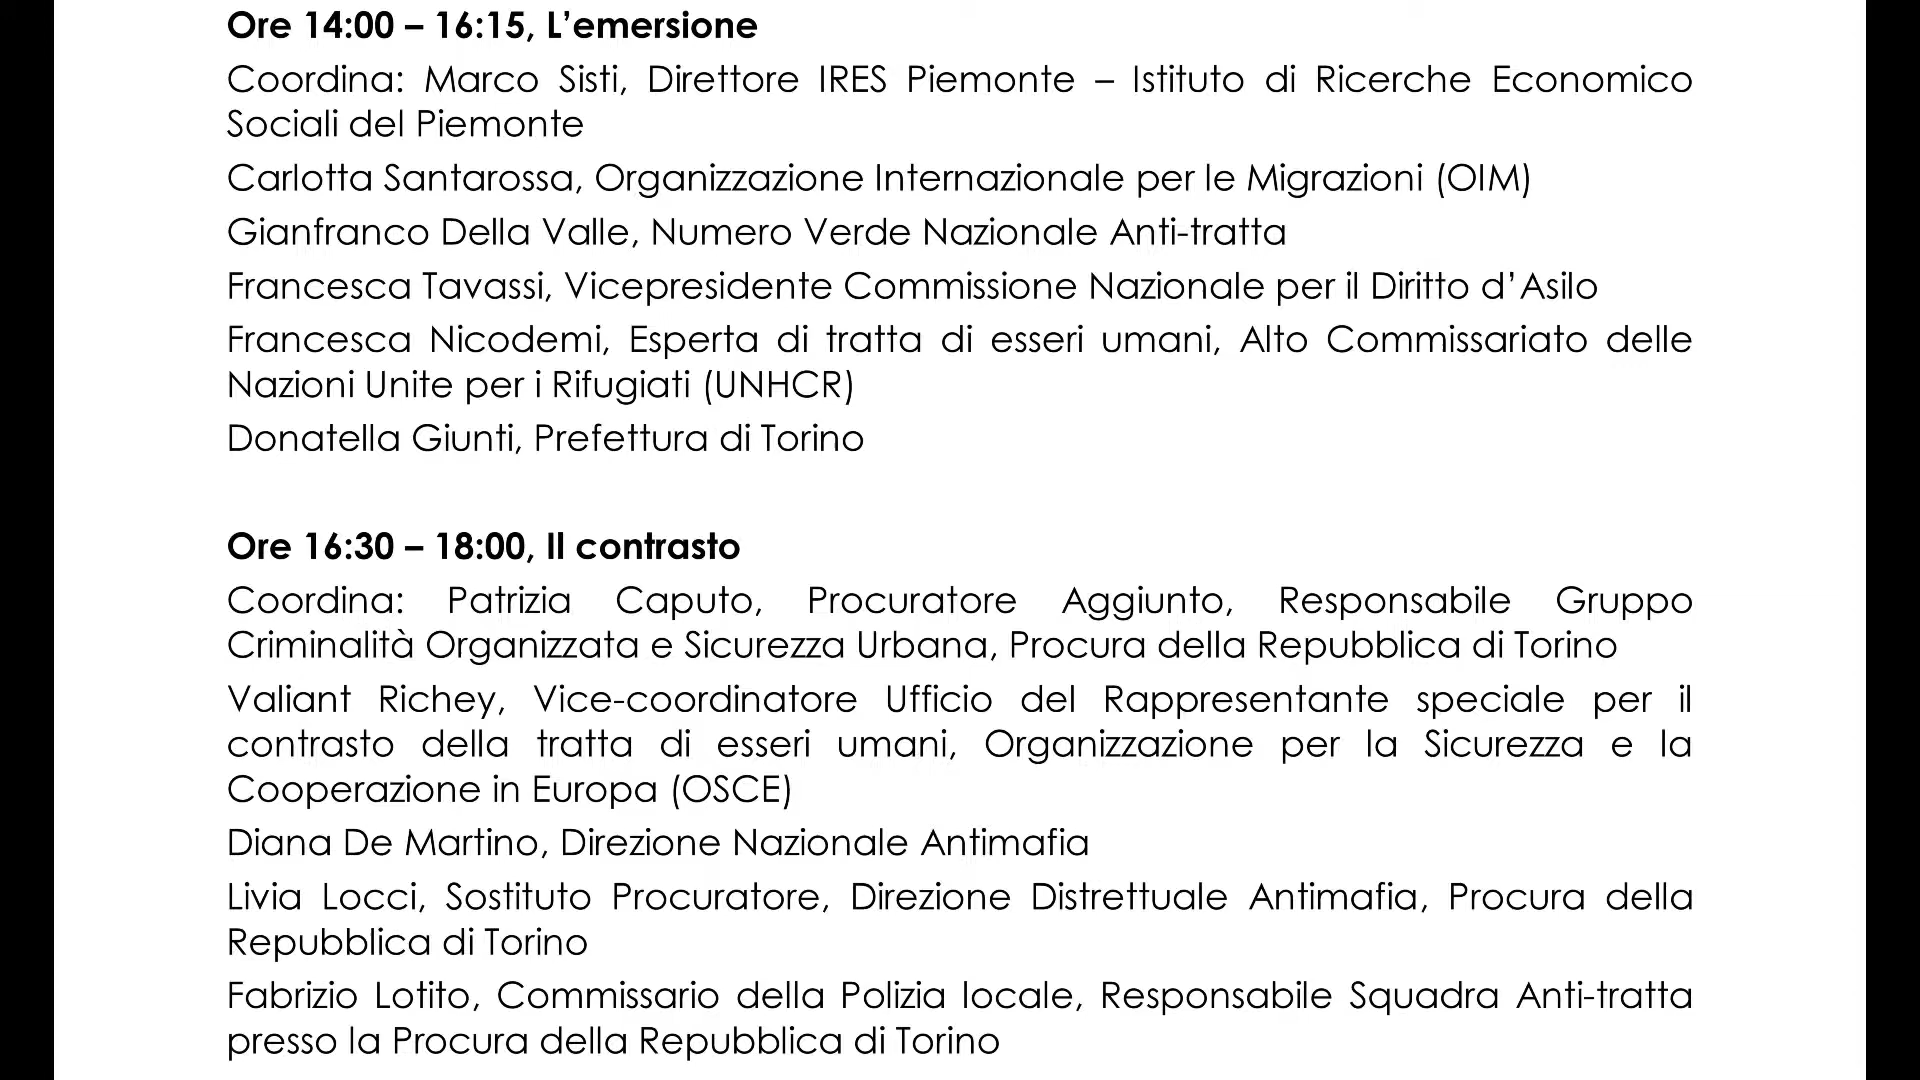 Ore 14:00 – 16:15, L’emersione
Coordina: Marco Sisti, Direttore IRES Piemonte – Istituto di Ricerche Economico
Sociali del Piemonte
Carlotta Santarossa, Organizzazione Internazionale per le Migrazioni (OIM)
Gianfranco Della Valle, Numero Verde Nazionale Anti-tratta
Francesca Tavassi, Vicepresidente Commissione Nazionale per il Diritto d’Asilo
Francesca Nicodemi, Esperta di tratta di esseri umani, Alto Commissariato delle
Nazioni Unite per i Rifugiati (UNHCR)
Donatella Giunti, Prefettura di Torino
Ore 16:30 – 18:00, Il contrasto
Coordina: Patrizia Caputo, Procuratore Aggiunto, Responsabile Gruppo
Criminalità Organizzata e Sicurezza Urbana, Procura della Repubblica di Torino
Valiant Richey, Vice-coordinatore Ufficio del Rappresentante speciale per il
contrasto della tratta di esseri umani, Organizzazione per la Sicurezza e la
Cooperazione in Europa (OSCE)
Diana De Martino, Direzione Nazionale Antimafia
Livia Locci, Sostituto Procuratore, Direzione Distrettuale Antimafia, Procura della
Repubblica di Torino
Fabrizio Lotito, Commissario della Polizia locale, Responsabile Squadra Anti-tratta
presso la Procura della Repubblica di Torino